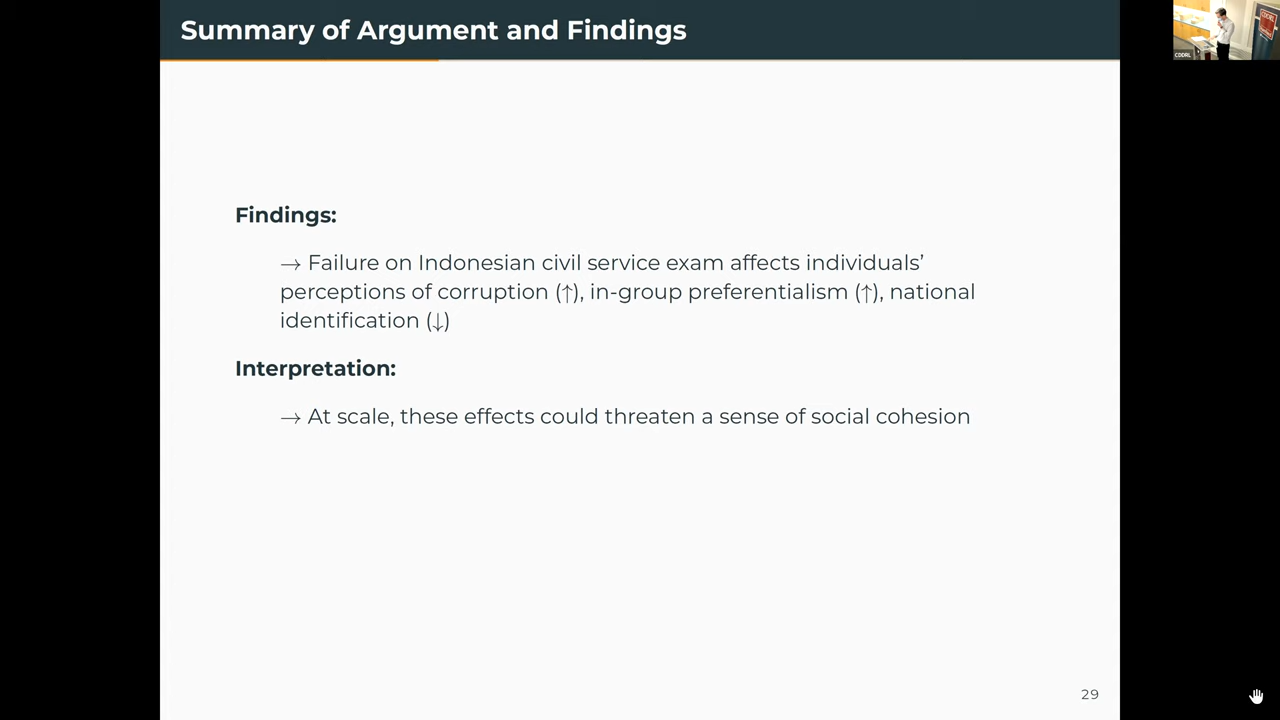 Summary of Argument and Findings
CDDRL
Findings:
→ Failure on Indonesian civil service exam affects individuals’
perceptions of corruption (↑), in-group preferentialism (↑), national
identification (↓)
Interpretation:
→ At scale, these effects could threaten a sense of social cohesion
29